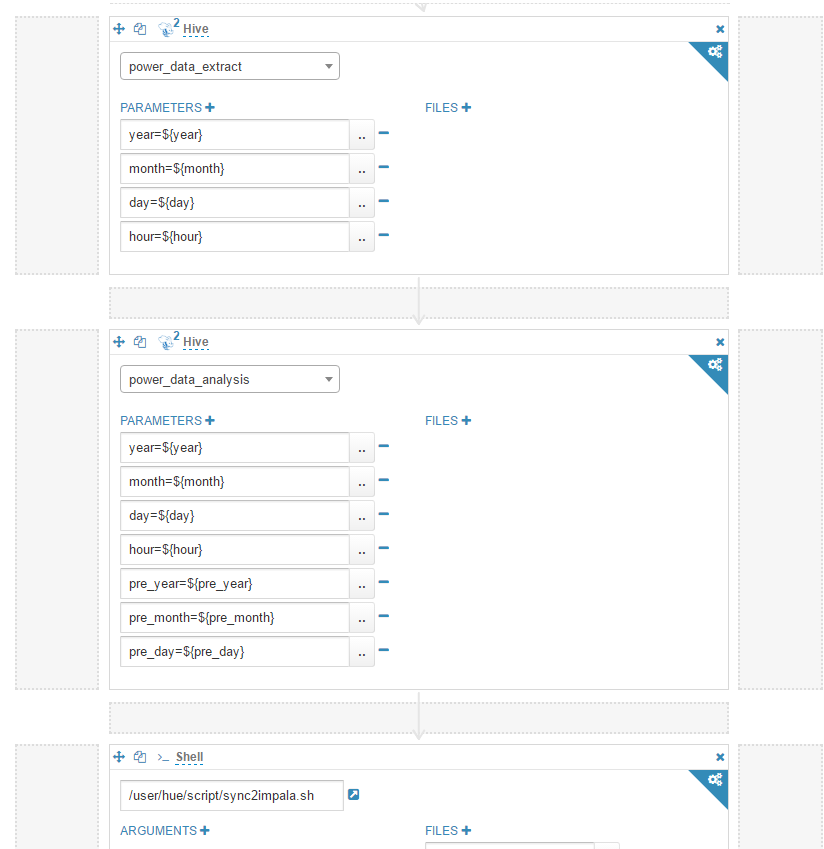 2 Hive
power_data_extract
PARAMETERS FILES
year=${year} ..
month=${month} ..
day=${day} ..
hour=${hour} ..
2 Hive
power_data_analysis
PARAMETERS FILES
year=${year} ..
month=${month} ..
day=${day} ..
hour=${hour} ..
pre_year=${pre_year} ..
pre_month=${pre_month} ..
pre_day=${pre_day} ..
>_ Shell
/user/hue/script/sync2impala.sh
ARGUMENTS FILES